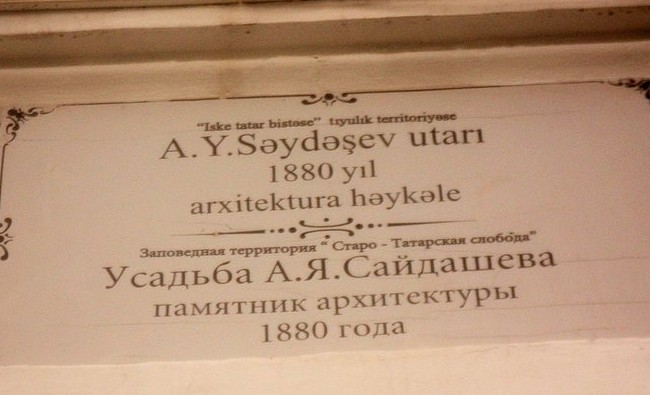 "Iske tatar bistəse" tıyulık territoriyəse
A.Y.Səydəşev utarı
1880 yıl
arxitektura həykəle
Заповедная территория " Старо - Татарская слобода"
Усадьба А.Я.Сайдашева
памятник архитектуры
1880 года